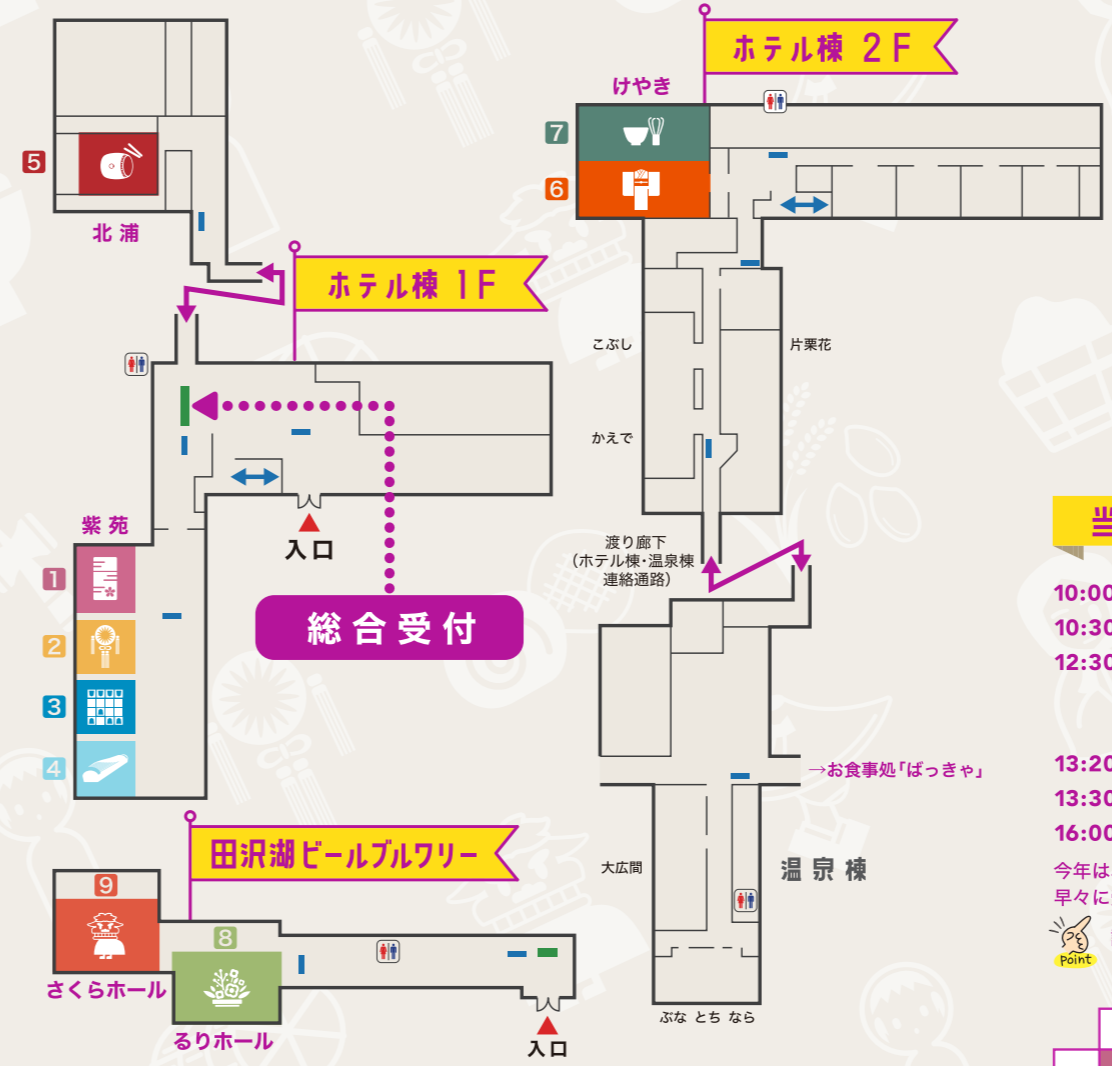 ホテル棟 2F
けやき
7
6
5
北浦
ホテル棟 1F
こぶし
片栗花
かえで
紫苑
入口
渡り廊下
(ホテル棟・温泉棟
連絡通路)
総合受付
1
2
3
4
→お食事処「ばっきゃ」
田沢湖ビールブルワリー
大広間
温泉棟
9
8
さくらホール
るりホール
入口
ぶな とち なら
10:00
10:30
12:30
13:20
13:30
16:00
今年は
早々に
Point